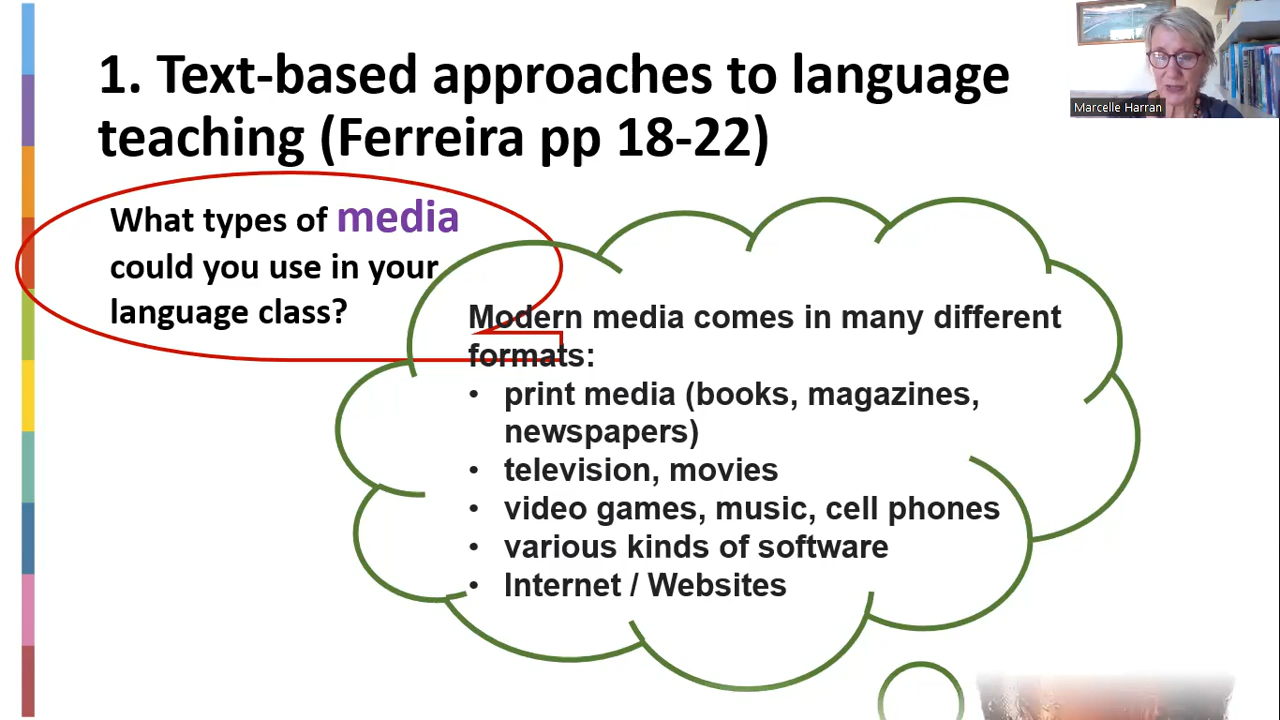 1. Text-based approaches to language
teaching (Ferreira pp 18-22)
Marcelle Harran
What types of media
could you use in your
language class?
Modern media comes in many different
formats:
• print media (books, magazines,
newspapers)
• television, movies
• video games, music, cell phones
• various kinds of software
• Internet / Websites